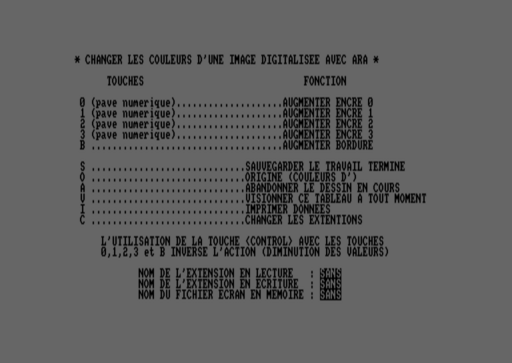 * CHANGER LES COULEURS D'UNE IMAGE DIGITALISEE AVEC ARA *
TOUCHES FONCTION
0 (pave numerique)....................AUGMENTER ENCRE 0
1 (pave numerique)....................AUGMENTER ENCRE 1
2 (pave numerique)....................AUGMENTER ENCRE 2
3 (pave numerique)....................AUGMENTER ENCRE 3
B ....................................AUGMENTER BORDURE
S .............................SAUVEGARDER LE TRAVAIL TERMINE
O .............................ORIGINE (COULEURS D')
A .............................ABANDONNER LE DESSIN EN COURS
V .............................VISIONNER CE TABLEAU A TOUT MOMENT
I .............................IMPRIMER DONNEES
C .............................CHANGER LES EXTENTIONS
L'UTILISATION DE LA TOUCHE <CONTROL> AVEC LES TOUCHES
0,1,2,3 et B INVERSE L'ACTION (DIMINUTION DES VALEURS)
NOM DE L'EXTENSION EN LECTURE : SANS
NOM DE L'EXTENSION EN ECRITURE : SANS
NOM DU FICHIER ECRAN EN MEMOIRE : SANS